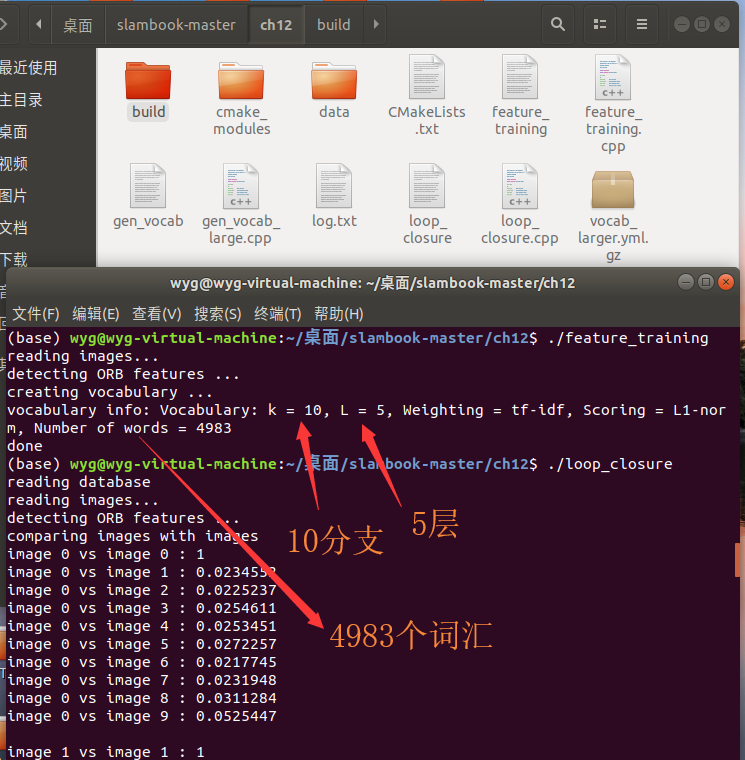 桌面 slambook-master ch12 build
最近使用
主目录
桌面
视频
图片
文档
下载
build
cmake_
modules
data
CMakeLists
.txt
feature_
training
feature_
training.
cpp
gen_vocab
gen_vocab_
large.cpp
log.txt
loop_
closure
loop_
closure.cpp
vocab_
larger.yml.
gz
wyg@wyg-virtual-machine: ~/桌面/slambook-master/ch12
文件(F) 编辑(E) 查看(V) 搜索(S) 终端(T) 帮助(H)
(base) wyg@wyg-virtual-machine:~/桌面/slambook-master/ch12$ ./feature_training
reading images...
detecting ORB features ...
creating vocabulary ...
vocabulary info: Vocabulary: k = 10, L = 5, Weighting = tf-idf, Scoring = L1-nor
m, Number of words = 4983
done
(base) wyg@wyg-virtual-machine:~/桌面/slambook-master/ch12$ ./loop_closure
reading database
reading images...
detecting ORB features ...
comparing images with images
image 0 vs image 0 : 1
image 0 vs image 1 : 0.0234552
image 0 vs image 2 : 0.0225237
image 0 vs image 3 : 0.0254611
image 0 vs image 4 : 0.0253451
image 0 vs image 5 : 0.0272257
image 0 vs image 6 : 0.0217745
image 0 vs image 7 : 0.0231948
image 0 vs image 8 : 0.0311284
image 0 vs image 9 : 0.0525447
image 1 vs image 1 : 1
10分支
5层
4983个词汇